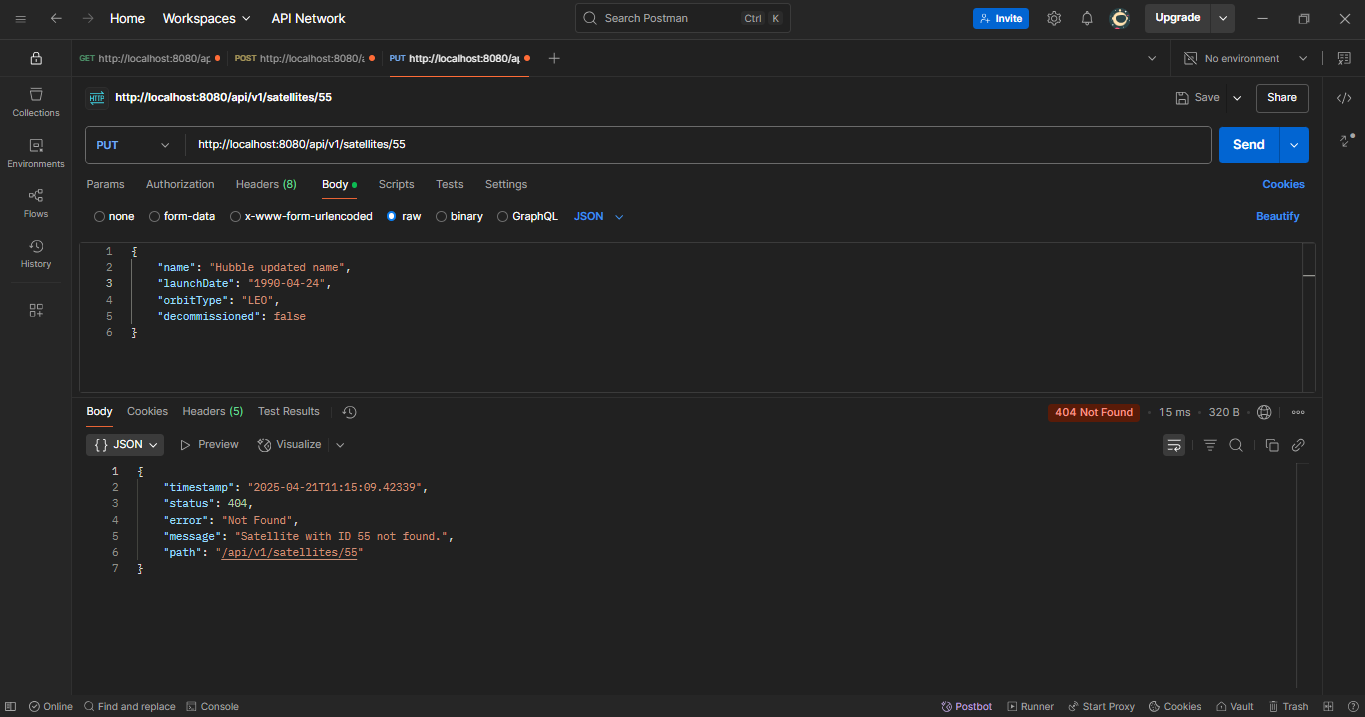 Home Workspaces API Network Search Postman Ctrl K Invite Upgrade
GET http://localhost:8080/ap POST http://localhost:8080/a PUT http://localhost:8080/ap No environment
HTTP http://localhost:8080/api/v1/satellites/55 Save Share
Collections
PUT http://localhost:8080/api/v1/satellites/55 Send
Environments
Params Authorization Headers (8) Body Scripts Tests Settings Cookies
Flows
none form-data x-www-form-urlencoded raw binary GraphQL JSON Beautify
History
1 {
2 "name": "Hubble updated name",
3 "launchDate": "1990-04-24",
4 "orbitType": "LEO",
5 "decommissioned": false
6 }
Body Cookies Headers (5) Test Results 404 Not Found 15 ms 320 B
{} JSON Preview Visualize
1 {
2 "timestamp": "2025-04-21T11:15:09.42339",
3 "status": 404,
4 "error": "Not Found",
5 "message": "Satellite with ID 55 not found.",
6 "path": "/api/v1/satellites/55"
7 }
Online Find and replace Console Postbot Runner Start Proxy Cookies Vault Trash